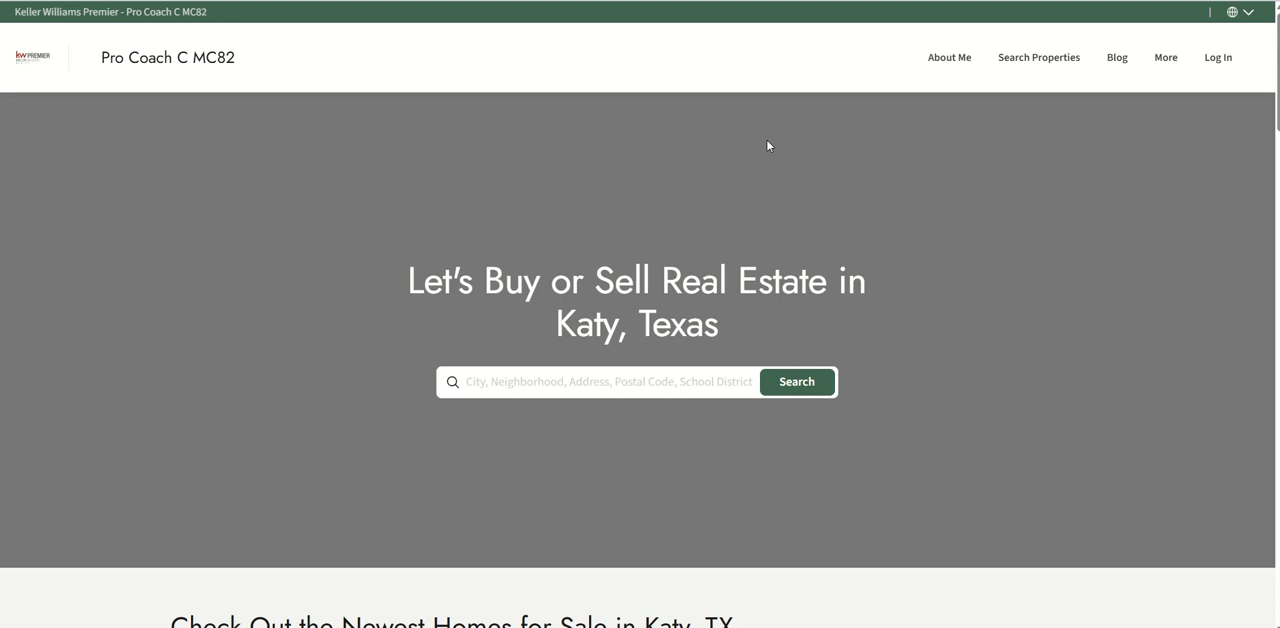 Keller Williams Premier - Pro Coach C MC82
|
kw PREMIER
Pro Coach C MC82
About Me
Search Properties
Blog
More
Log In
Let's Buy or Sell Real Estate in
Katy, Texas
City, Neighborhood, Address, Postal Code, School District
Search
Check Out the Newest Homes for Sale in Katy, TX